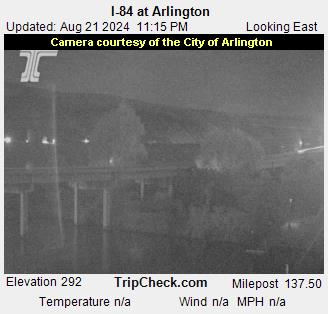 I-84 at Arlington
Updated: Aug 21 2024 11:15 PM Looking East
Camera courtesy of the City of Arlington
Elevation 292 TripCheck.com Milepost 137.50
Temperature n/a Wind n/a MPH n/a